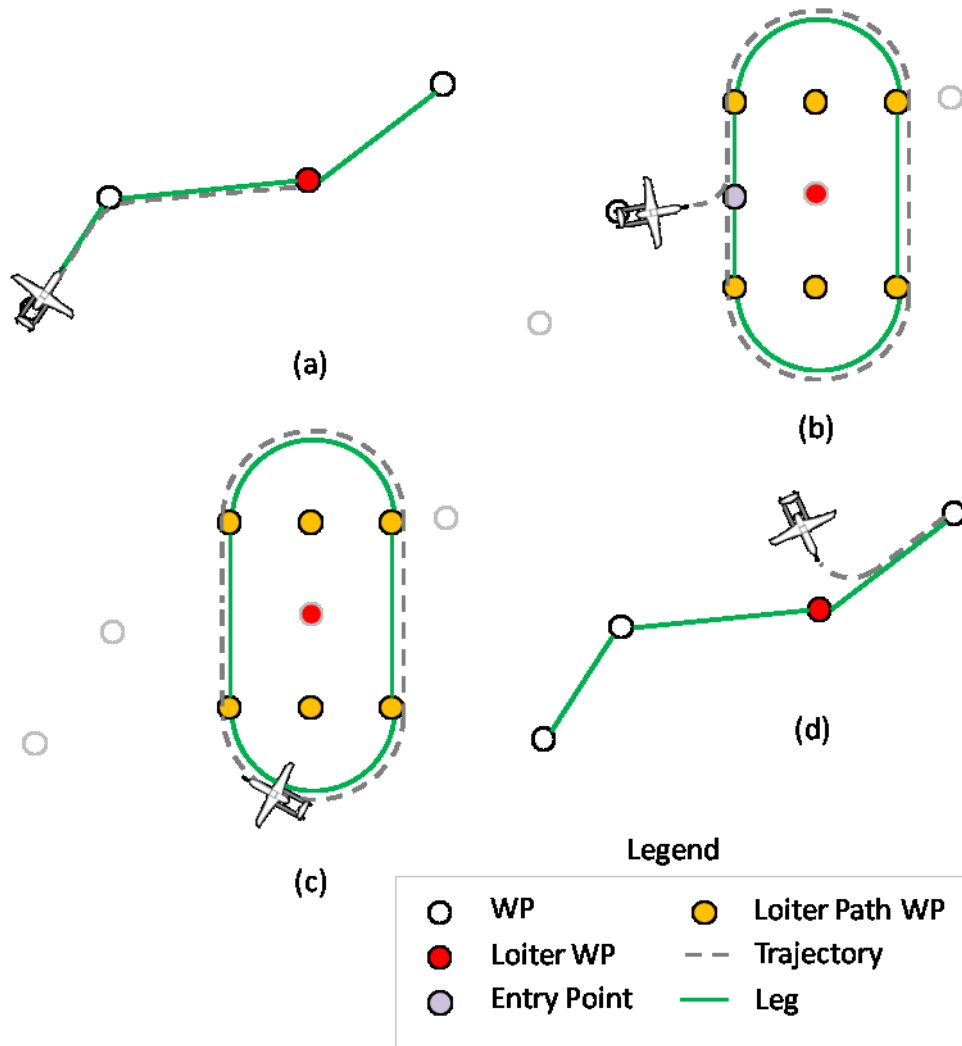 (a)
(b)
(c)
(d)
Legend
WP
Loiter Path WP
Loiter WP
Trajectory
Entry Point
Leg